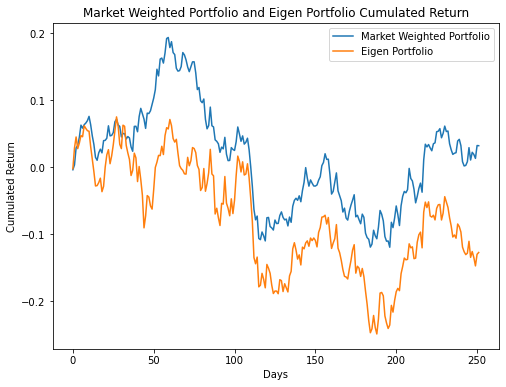 Market Weighted Portfolio and Eigen Portfolio Cumulated Return
Market Weighted Portfolio
Eigen Portfolio
Cumulated Return
0.2
0.1
0.0
−0.1
−0.2
0
50
100
150
200
250
Days